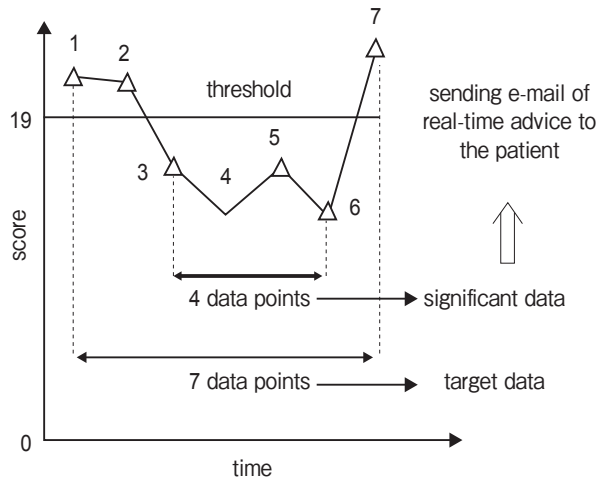 7
1
2
threshold
sending e-mail of
real-time advice to
the patient
19
5
3
4
6
score
4 data points
significant data
7 data points
target data
0
time